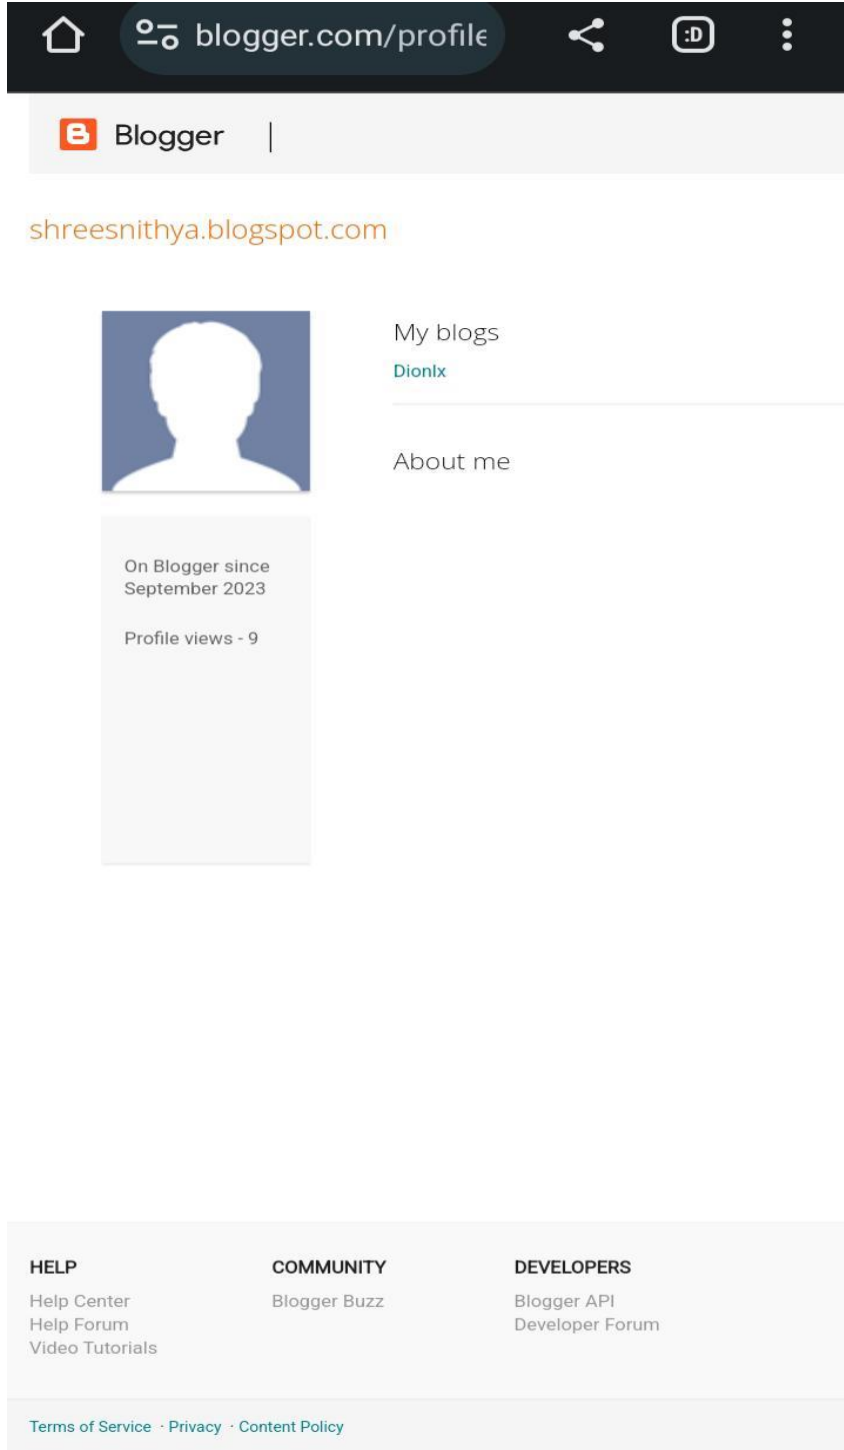 blogger.com/profile
:D
Blogger |
shreesnithya.blogspot.com
My blogs
Dionlx
About me
On Blogger since
September 2023
Profile views - 9
HELP
Help Center
Help Forum
Video Tutorials
COMMUNITY
Blogger Buzz
DEVELOPERS
Blogger API
Developer Forum
Terms of Service · Privacy · Content Policy